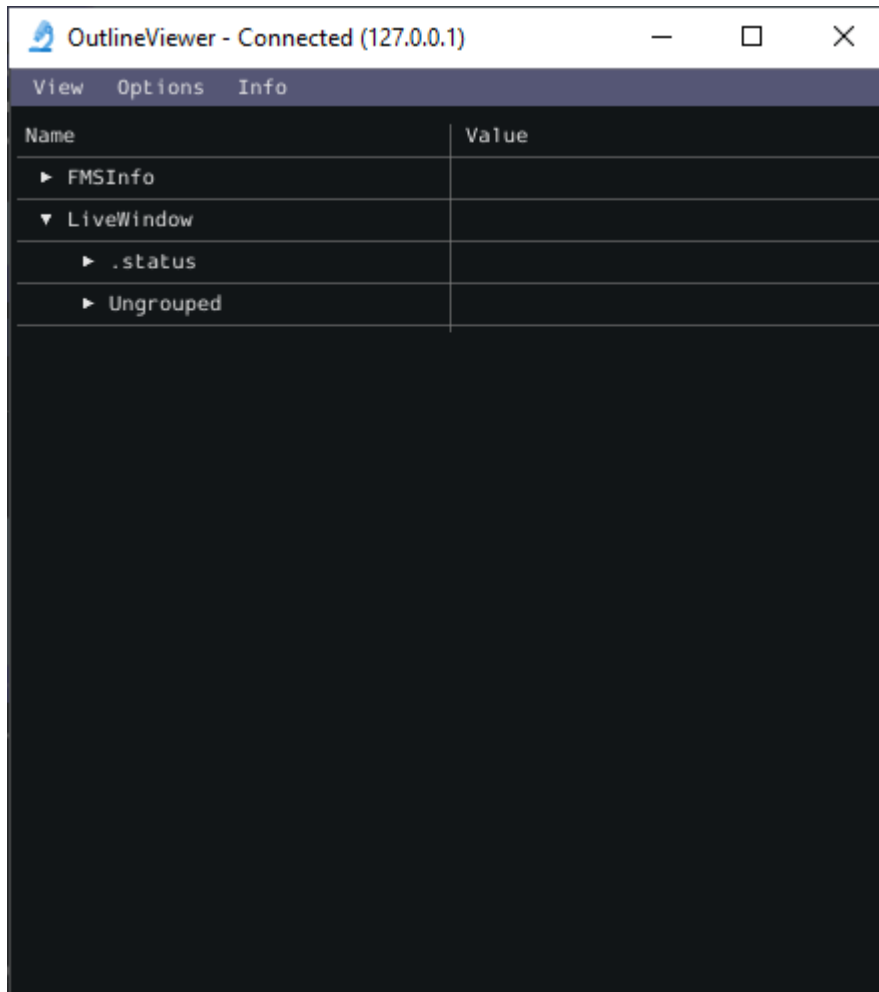 OutlineViewer - Connected (127.0.0.1)
View Options Info
Name Value
FMSInfo
LiveWindow
.status
Ungrouped